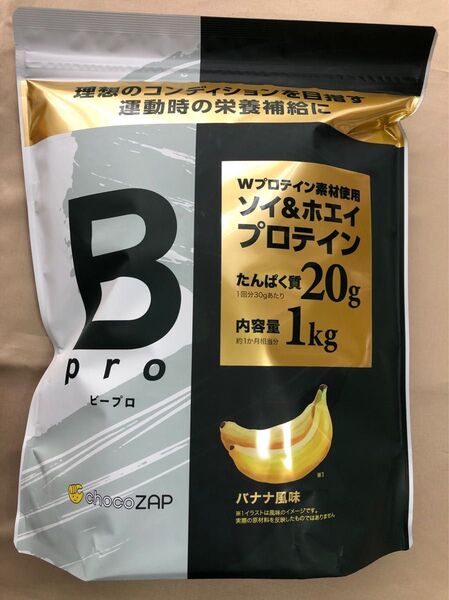 理想のコンディションを目指す
運動時の栄養補給に
B
pro
ビープロ
Wプロテイン素材使用
ソイ&ホエイ
プロテイン
たんぱく質 20g
1回分30gあたり
内容量 1kg
約1か月相当分
※1
バナナ風味
※1イラストは風味のイメージです。
実際の原材料を反映したものではありません
chocoZAP